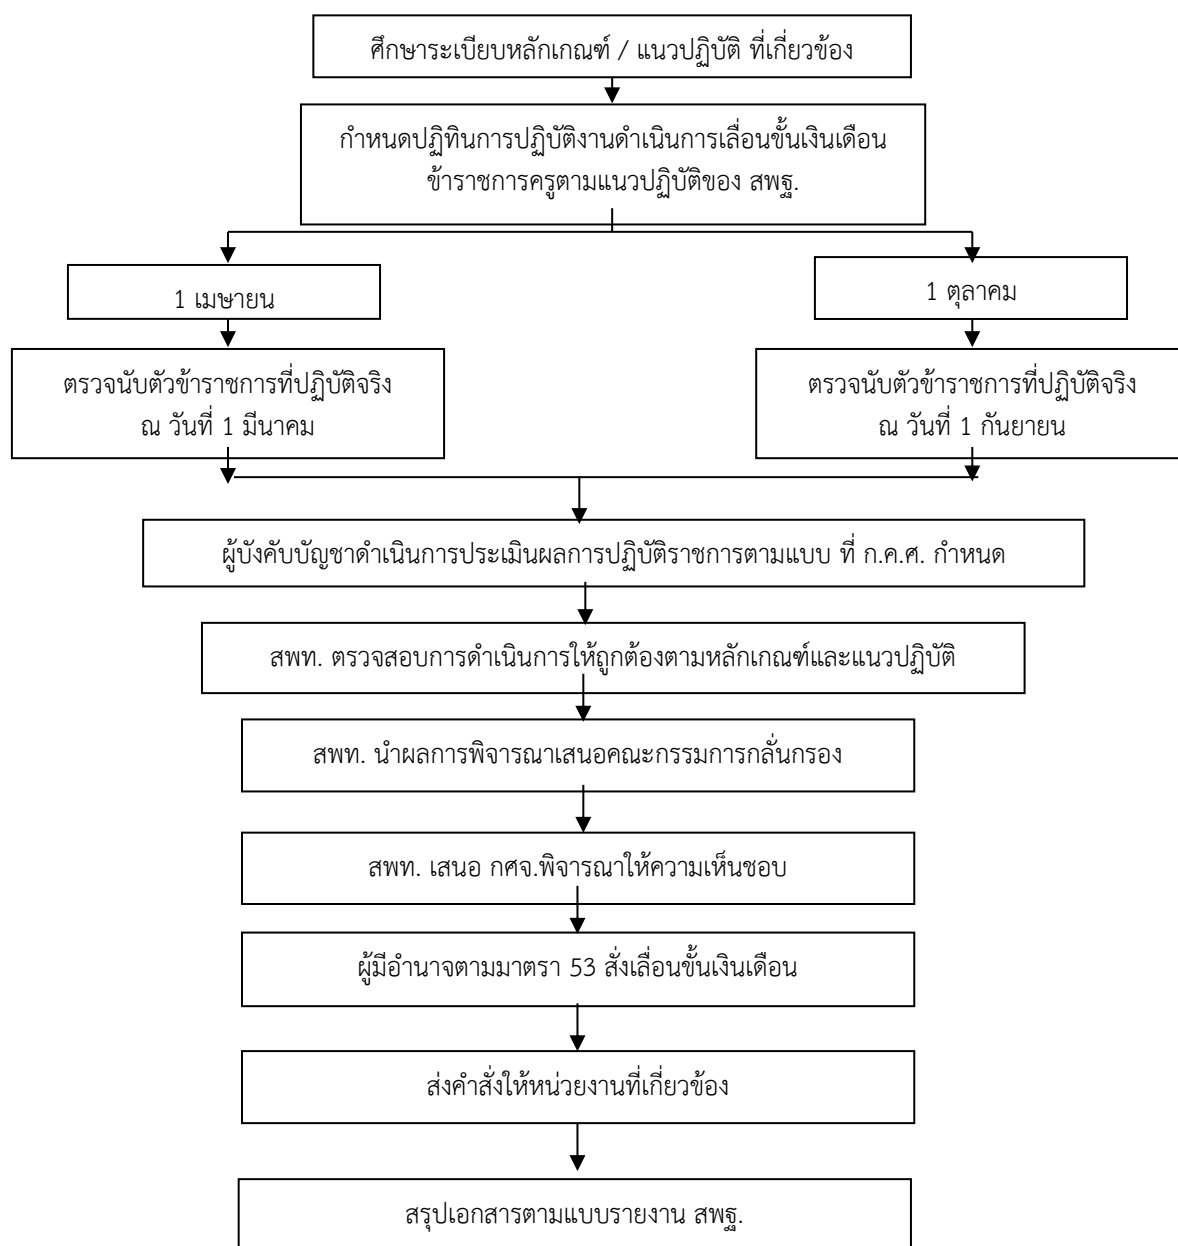 ศึกษาระเบียบหลักเกณฑ์ / แนวปฏิบัติ ที่เกี่ยวข้อง
กำหนดปฏิทินการปฏิบัติงานดำเนินการเลื่อนขั้นเงินเดือน
ข้าราชการครูตามแนวปฏิบัติของ สพฐ.
1 เมษายน
1 ตุลาคม
ตรวจนับตัวข้าราชการที่ปฏิบัติจริง
ณ วันที่ 1 มีนาคม
ตรวจนับตัวข้าราชการที่ปฏิบัติจริง
ณ วันที่ 1 กันยายน
ผู้บังคับบัญชาดำเนินการประเมินผลการปฏิบัติราชการตามแบบ ที่ ก.ค.ศ. กำหนด
สพท. ตรวจสอบการดำเนินการให้ถูกต้องตามหลักเกณฑ์และแนวปฏิบัติ
สพท. นำผลการพิจารณาเสนอคณะกรรมการกลั่นกรอง
สพท. เสนอ กศจ.พิจารณาให้ความเห็นชอบ
ผู้มีอำนาจตามมาตรา 53 สั่งเลื่อนขั้นเงินเดือน
ส่งคำสั่งให้หน่วยงานที่เกี่ยวข้อง
สรุปเอกสารตามแบบรายงาน สพฐ.